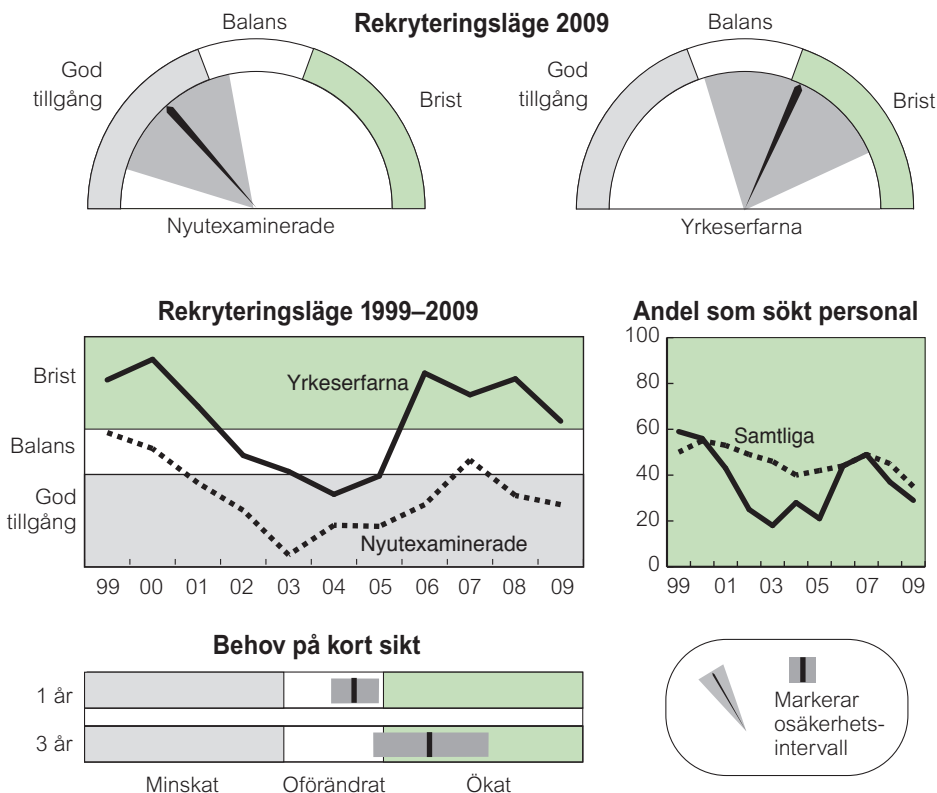 Rekryteringsläge 2009
Balans
God
tillgång
Brist
Nyutexaminerade
Balans
God
tillgång
Brist
Yrkeserfarna
Rekryteringsläge 1999–2009
Brist
Balans
God
tillgång
Yrkeserfarna
Nyutexaminerade
99 00 01 02 03 04 05 06 07 08 09
Andel som sökt personal
100
80
60
40
20
0
Samtliga
99 01 03 05 07 09
Behov på kort sikt
1 år
3 år
Minskat Oförändrat Ökat
Markerar
osäkerhets-
intervall